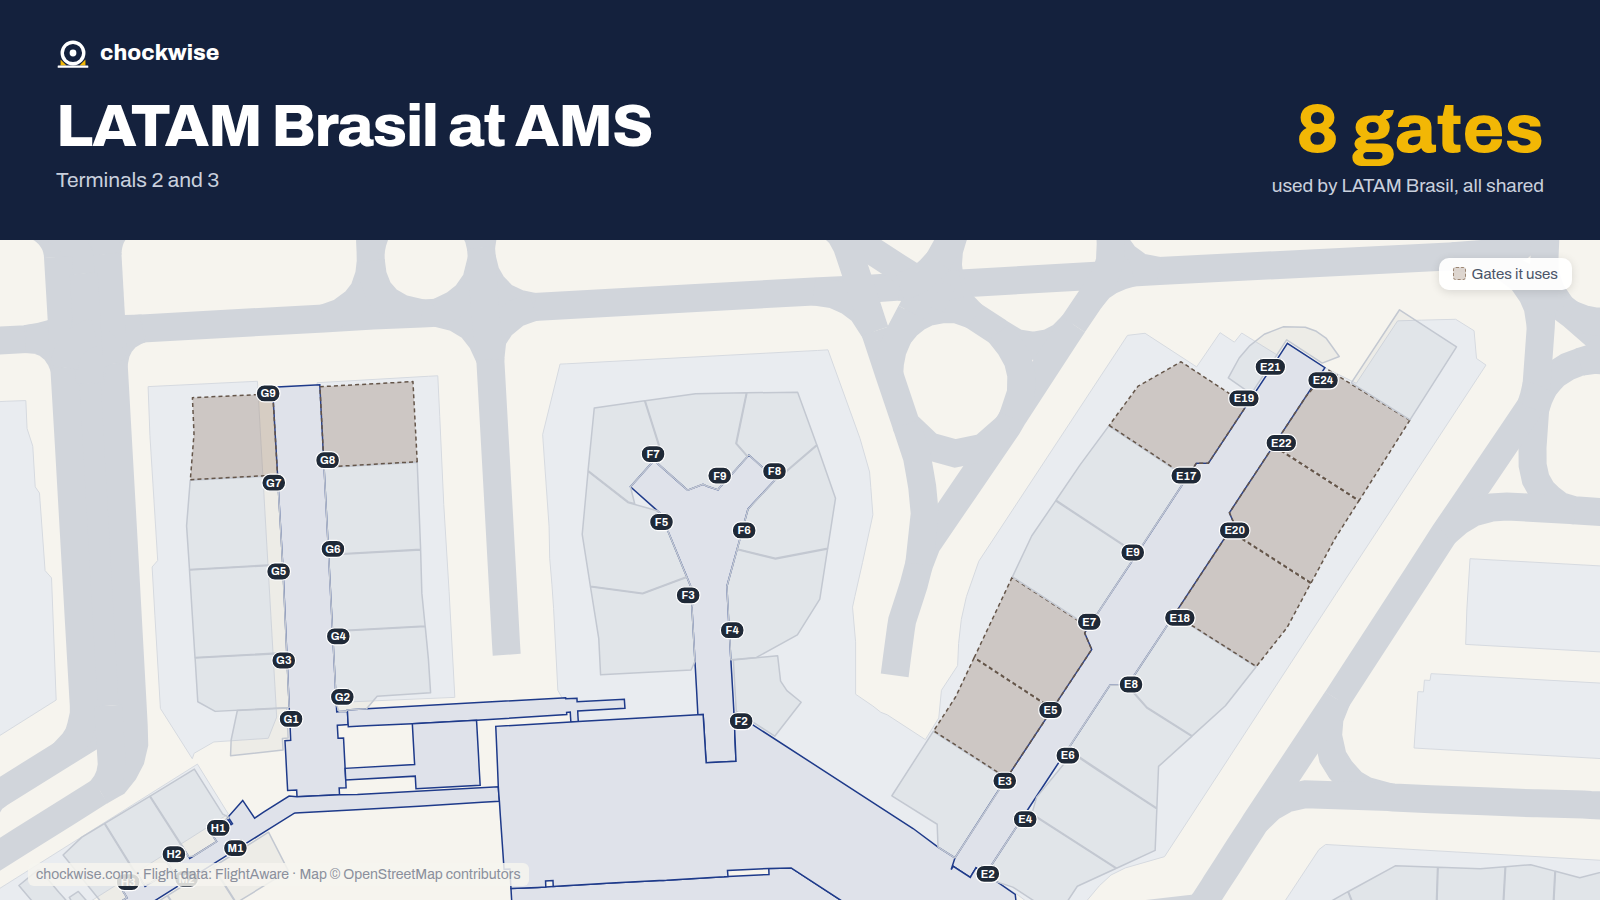 chockwise
LATAM Brasil at AMS
Terminals 2 and 3
8 gates
used by LATAM Brasil, all shared
Gates it uses
G9
G8
G7
G6
G5
G4
G3
G2
G1
F7
F9
F8
F5
F6
F3
F4
F2
E21
E24
E19
E22
E17
E20
E9
E7
E18
E8
E5
E6
E3
E4
E2
H1
M1
H2
chockwise.com · Flight data: FlightAware · Map © OpenStreetMap contributors